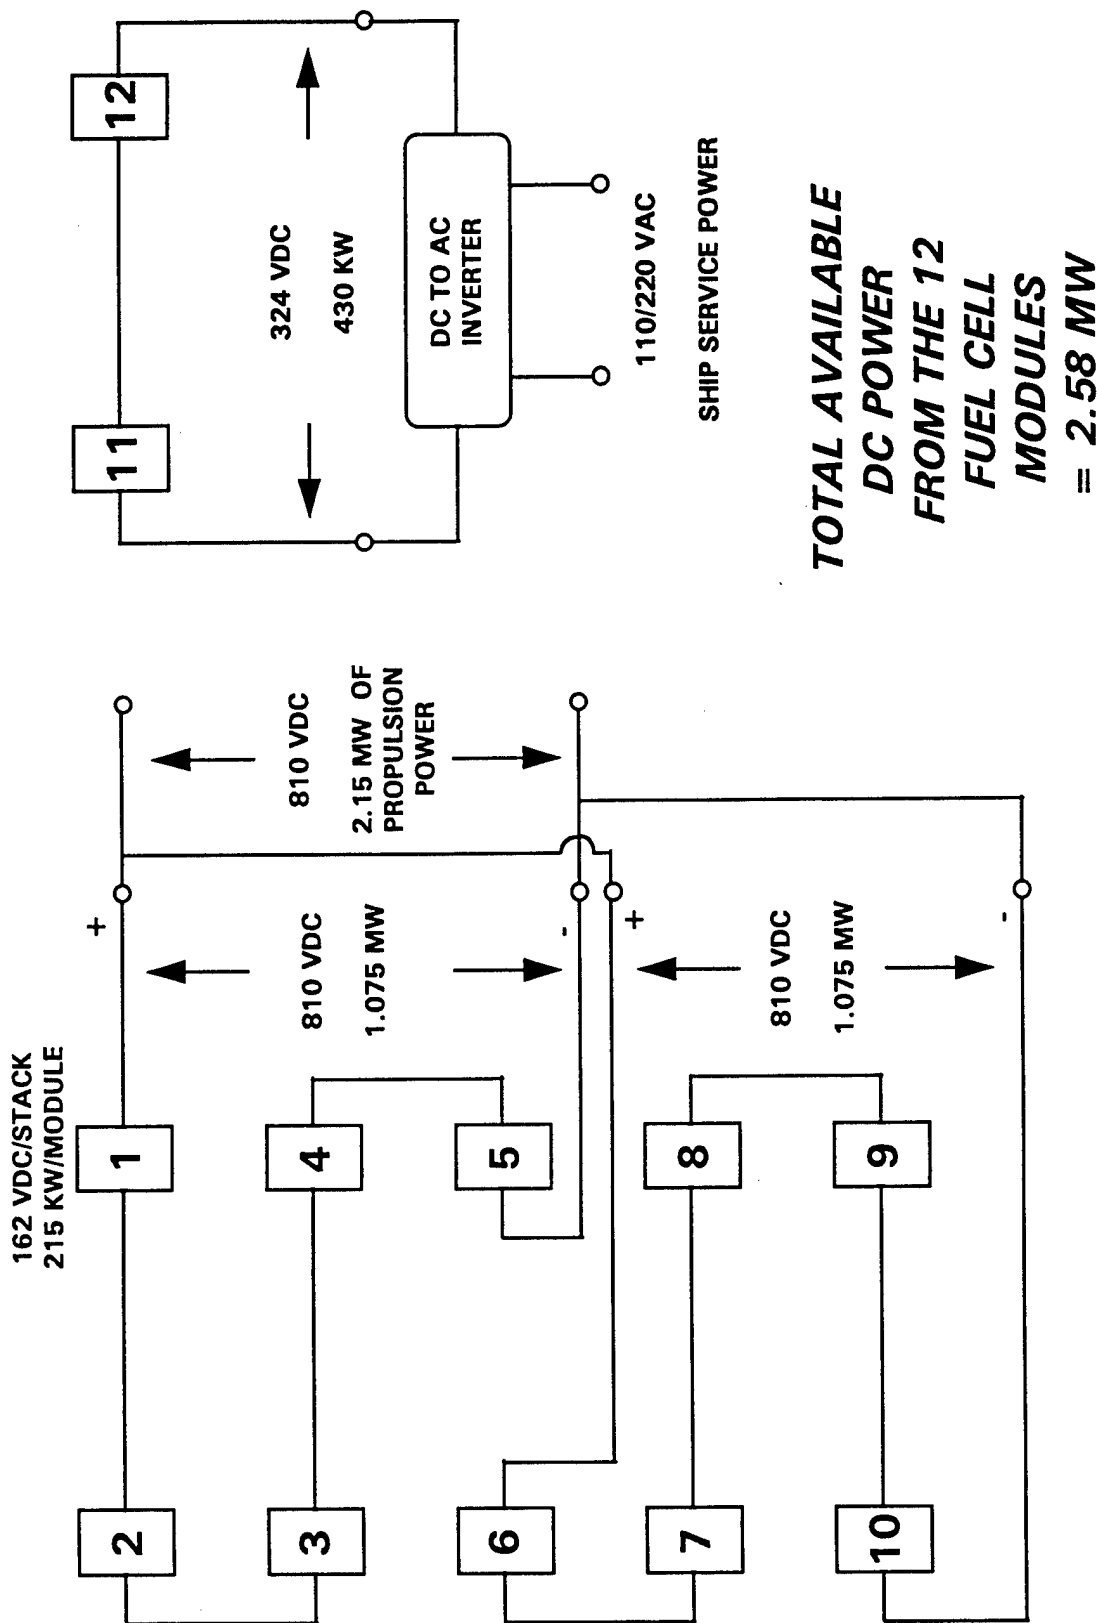 162 VDC/STACK
215 KW/MODULE
2
1
+
3
4
810 VDC
1.075 MW
810 VDC
2.15 MW OF
PROPULSION
POWER
6
5
-
+
7
8
810 VDC
1.075 MW
10
9
-
11
12
324 VDC
430 KW
DC TO AC
INVERTER
110/220 VAC
SHIP SERVICE POWER
TOTAL AVAILABLE
DC POWER
FROM THE 12
FUEL CELL
MODULES
= 2.58 MW